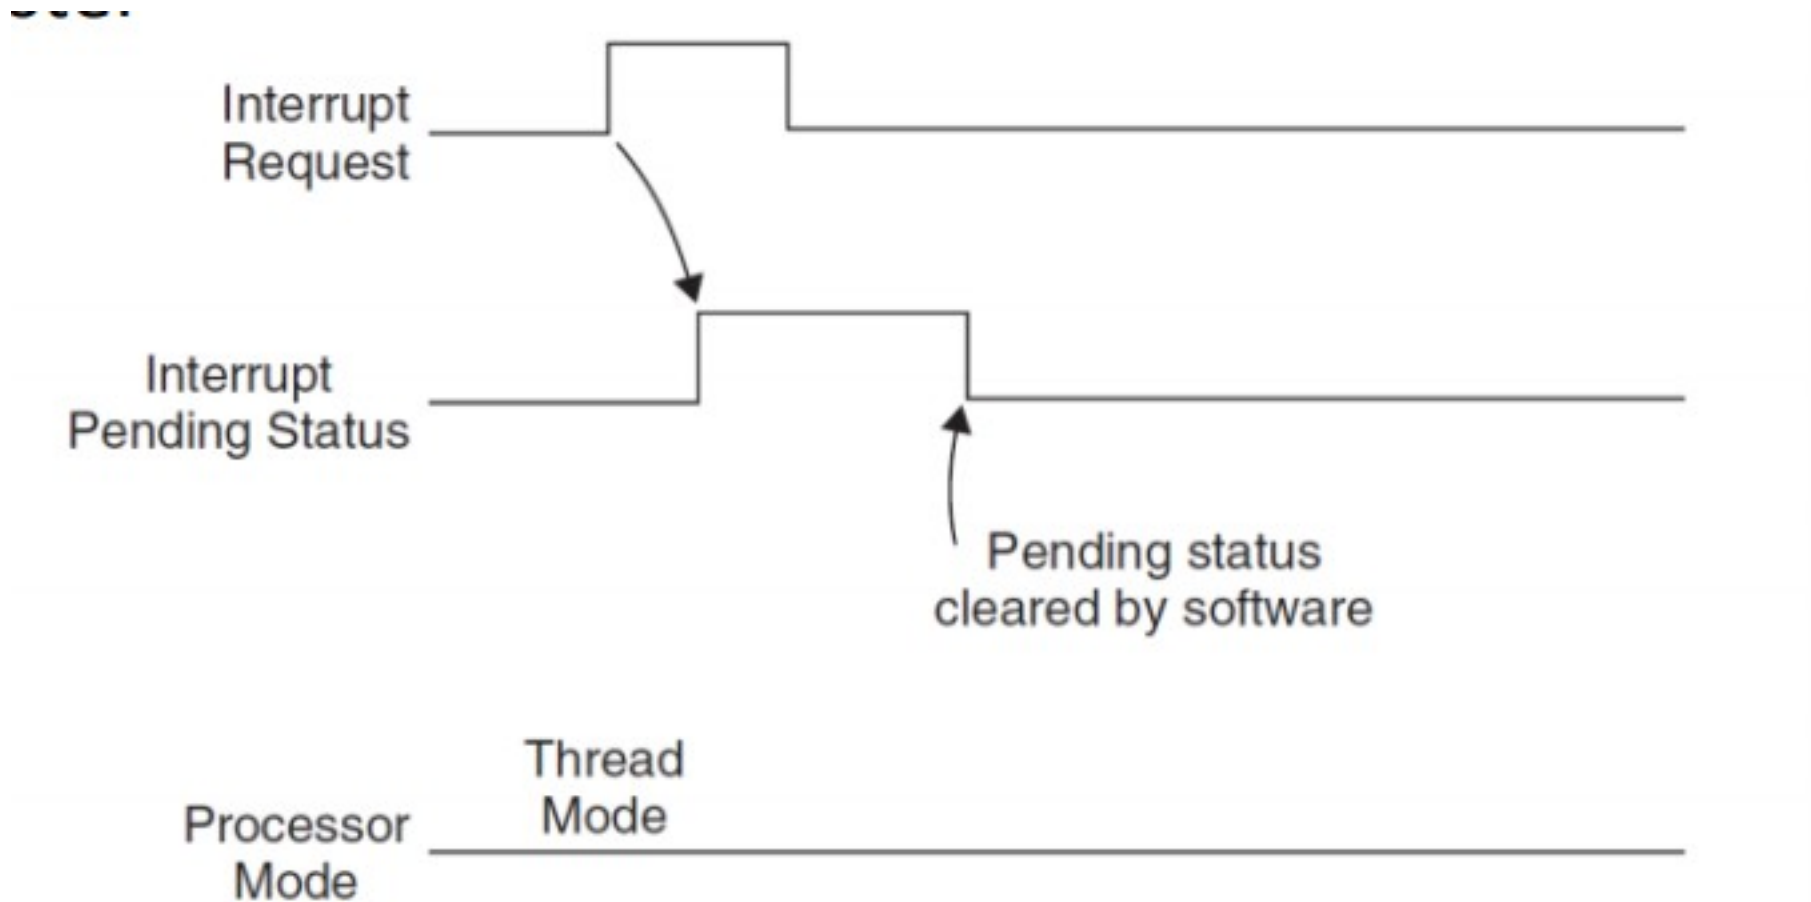 Interrupt
Request
Interrupt
Pending Status
Pending status
cleared by software
Thread
Mode
Processor
Mode